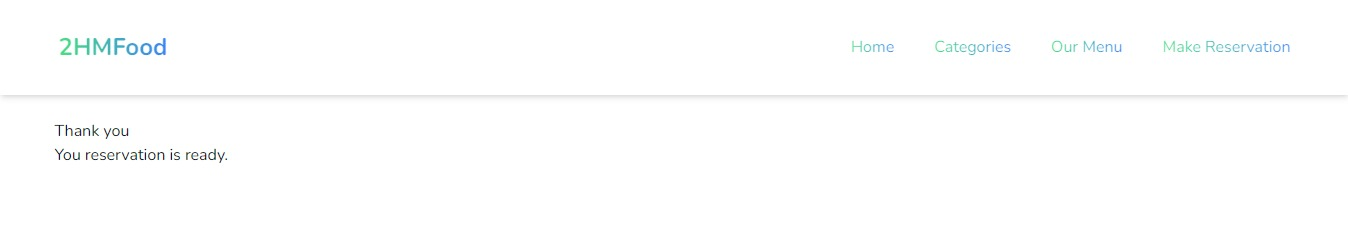 2HMFood
Home Categories Our Menu Make Reservation
Thank you
You reservation is ready.